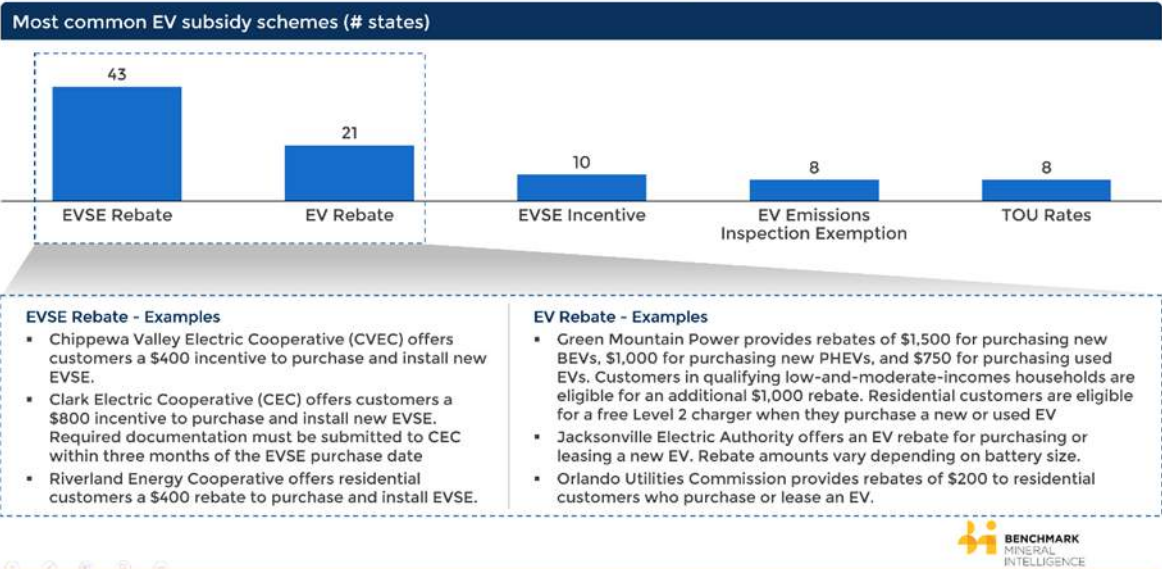 Most common EV subsidy schemes (# states)
43
21
10
8
8
EVSE Rebate
EV Rebate
EVSE Incentive
EV Emissions
Inspection Exemption
TOU Rates
EVSE Rebate - Examples
▪ Chippewa Valley Electric Cooperative (CVEC) offers
customers a $400 incentive to purchase and install new
EVSE.
▪ Clark Electric Cooperative (CEC) offers customers a
$800 incentive to purchase and install new EVSE.
Required documentation must be submitted to CEC
within three months of the EVSE purchase date
▪ Riverland Energy Cooperative offers residential
customers a $400 rebate to purchase and install EVSE.
EV Rebate - Examples
▪ Green Mountain Power provides rebates of $1,500 for purchasing new
BEVs, $1,000 for purchasing new PHEVs, and $750 for purchasing used
EVs. Customers in qualifying low-and-moderate-incomes households are
eligible for an additional $1,000 rebate. Residential customers are eligible
for a free Level 2 charger when they purchase a new or used EV
▪ Jacksonville Electric Authority offers an EV rebate for purchasing or
leasing a new EV. Rebate amounts vary depending on battery size.
▪ Orlando Utilities Commission provides rebates of $200 to residential
customers who purchase or lease an EV.
BENCHMARK
MINERAL
INTELLIGENCE